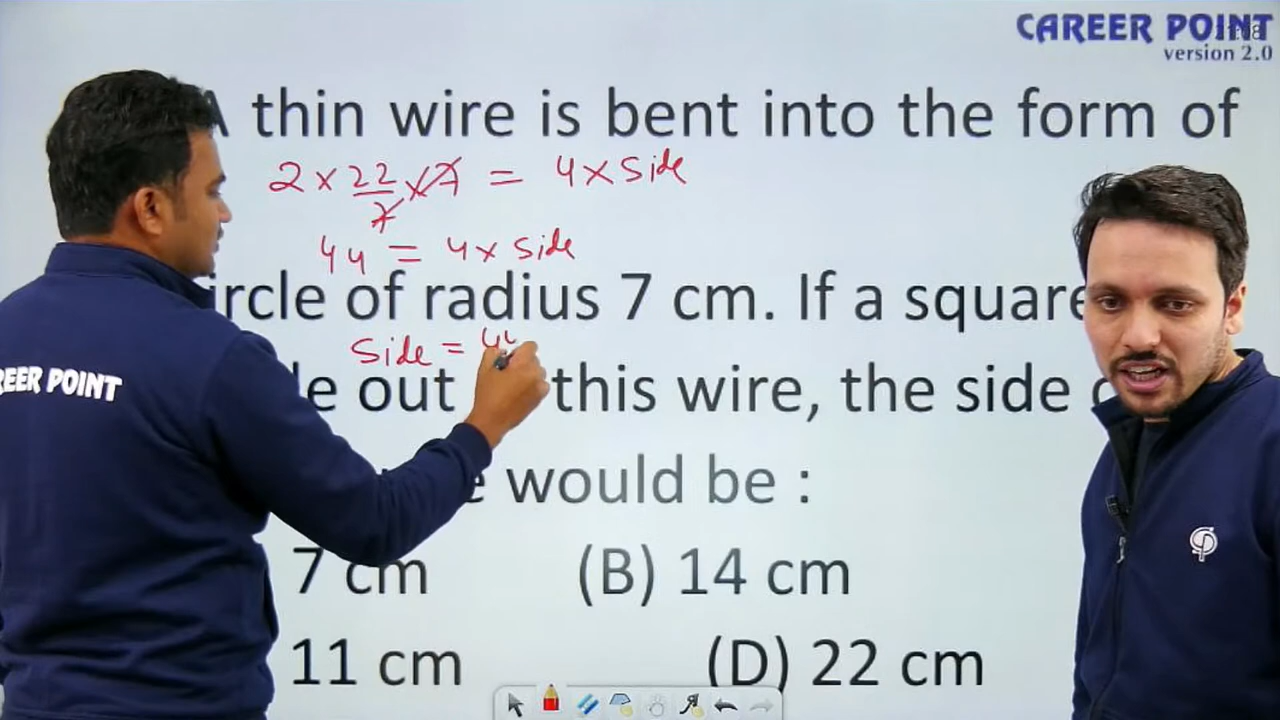 CAREER POINT
version 2.0
A thin wire is bent into the form of
2 × 22/7 × 7 = 4 × Side
44 = 4 × Side
ircle of radius 7 cm. If a square
Side = 44
le out this wire, the side
e would be :
7 cm (B) 14 cm
11 cm (D) 22 cm
EER POINT